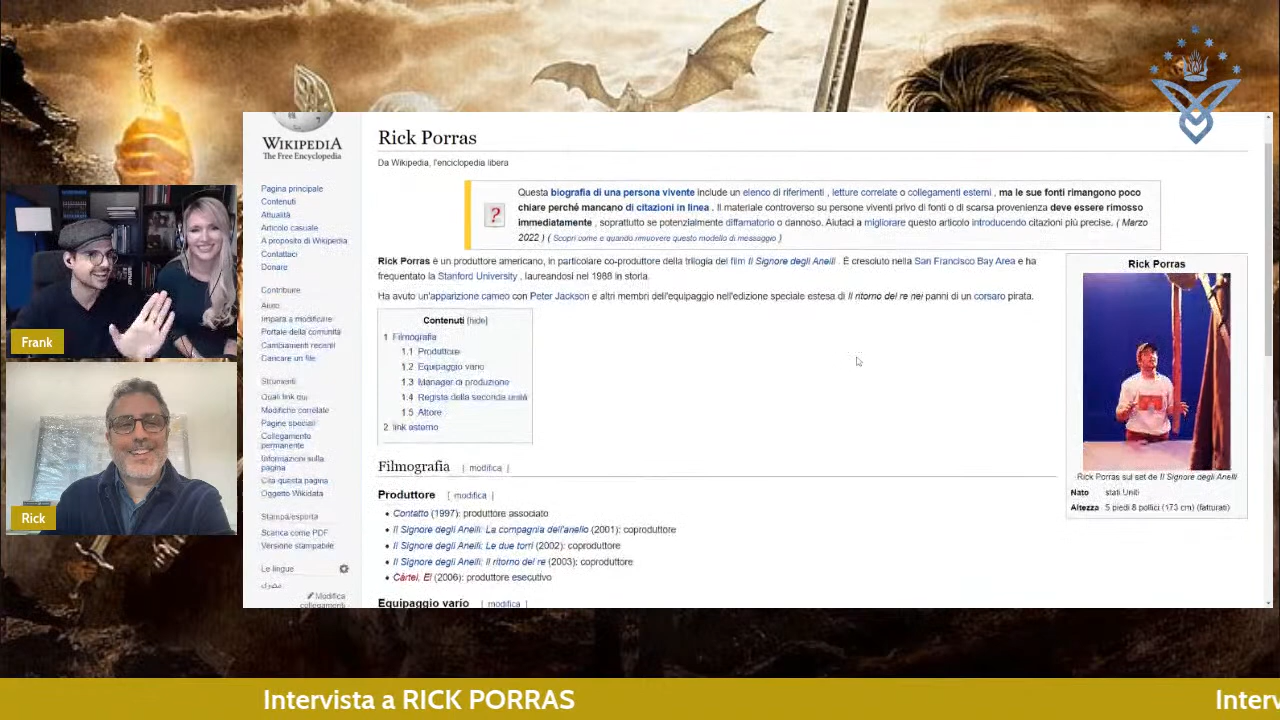 WIKIPEDIA
The Free Encyclopedia
Pagina principale
Contenuti
Attualità
Articolo casuale
A proposito di Wikipedia
Contattaci
Donare
Contribuire
Aiuto
Impara a modificare
Portale della comunità
Cambiamenti recenti
Caricare un file
Strumenti
Quali link qui
Modifiche correlate
Pagine speciali
Collegamento
permanente
Informazioni sulla
pagina
Cita questa pagina
Oggetto Wikidata
Stampa/esporta
Scarica come PDF
Versione stampabile
Le lingue
مصرى
Modifica
collegamenti
Rick Porras
Da Wikipedia, l'enciclopedia libera
Questa biografia di una persona vivente include un elenco di riferimenti , letture correlate o collegamenti esterni , ma le sue fonti rimangono poco
chiare perché mancano di citazioni in linea . Il materiale controverso su persone viventi privo di fonti o di scarsa provenienza deve essere rimosso
immediatamente , soprattutto se potenzialmente diffamatorio o dannoso. Aiutaci a migliorare questo articolo introducendo citazioni più precise. ( Marzo
2022 ) ( Scopri come e quando rimuovere questo modello di messaggio )
Rick Porras è un produttore americano, in particolare co-produttore della trilogia dei film Il Signore degli Anelli . È cresciuto nella San Francisco Bay Area e ha
frequentato la Stanford University , laureandosi nel 1988 in storia.
Ha avuto un'apparizione cameo con Peter Jackson e altri membri dell'equipaggio nell'edizione speciale estesa di Il ritorno del re nei panni di un corsaro pirata.
Contenuti [hide]
1 Filmografia
1.1 Produttore
1.2 Equipaggio vario
1.3 Manager di produzione
1.4 Regista della seconda unità
1.5 Attore
2 link esterno
Filmografia [ modifica ]
Produttore [ modifica ]
• Contatto (1997): produttore associato
• Il Signore degli Anelli: La compagnia dell'anello (2001): coproduttore
• Il Signore degli Anelli: Le due torri (2002): coproduttore
• Il Signore degli Anelli: Il ritorno del re (2003): coproduttore
• Cártel, El (2006): produttore esecutivo
Equipaggio vario [ modifica ]
Rick Porras
Rick Porras sul set de Il Signore degli Anelli
Nato stati Uniti
Altezza 5 piedi 8 pollici (173 cm) (fatturati)
Frank
Rick
Intervista a RICK PORRAS
Interv